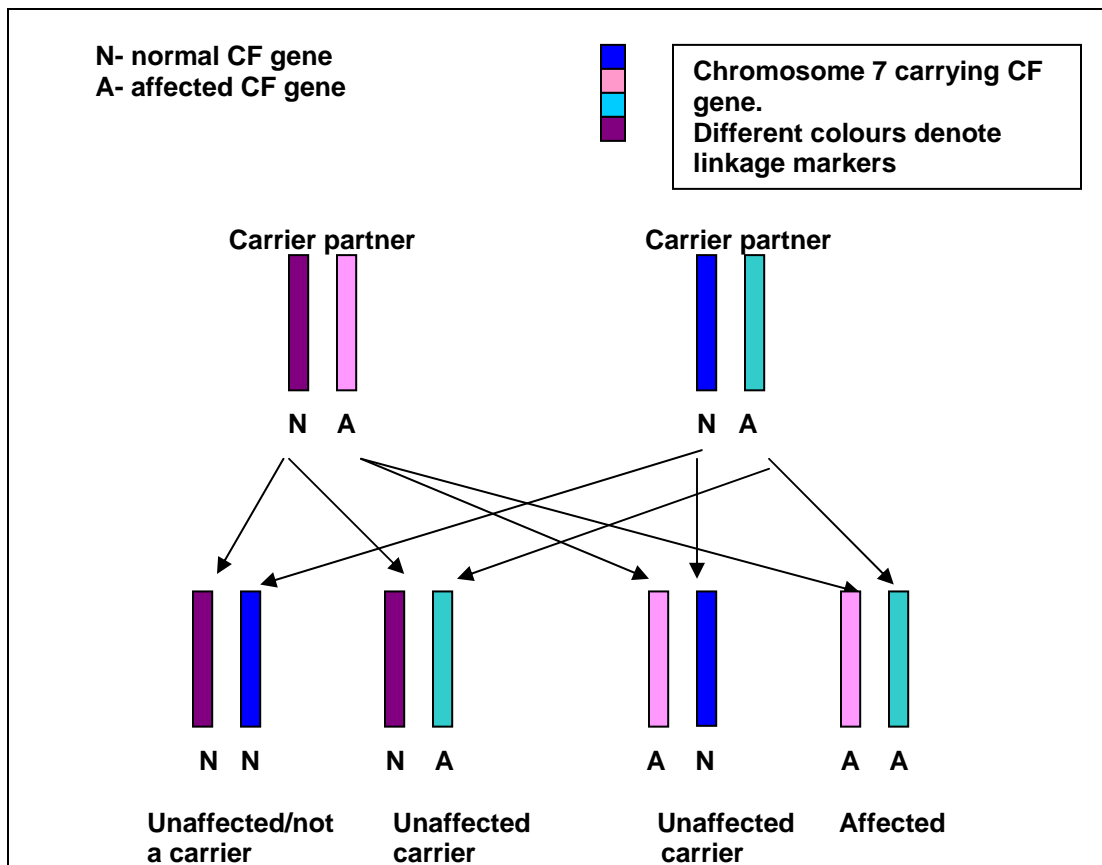 N- normal CF gene
A- affected CF gene
Chromosome 7 carrying CF
gene.
Different colours denote
linkage markers
Carrier partner
Carrier partner
N A
N A
N N
N A
A N
A A
Unaffected/not
a carrier
Unaffected
carrier
Unaffected
carrier
Affected